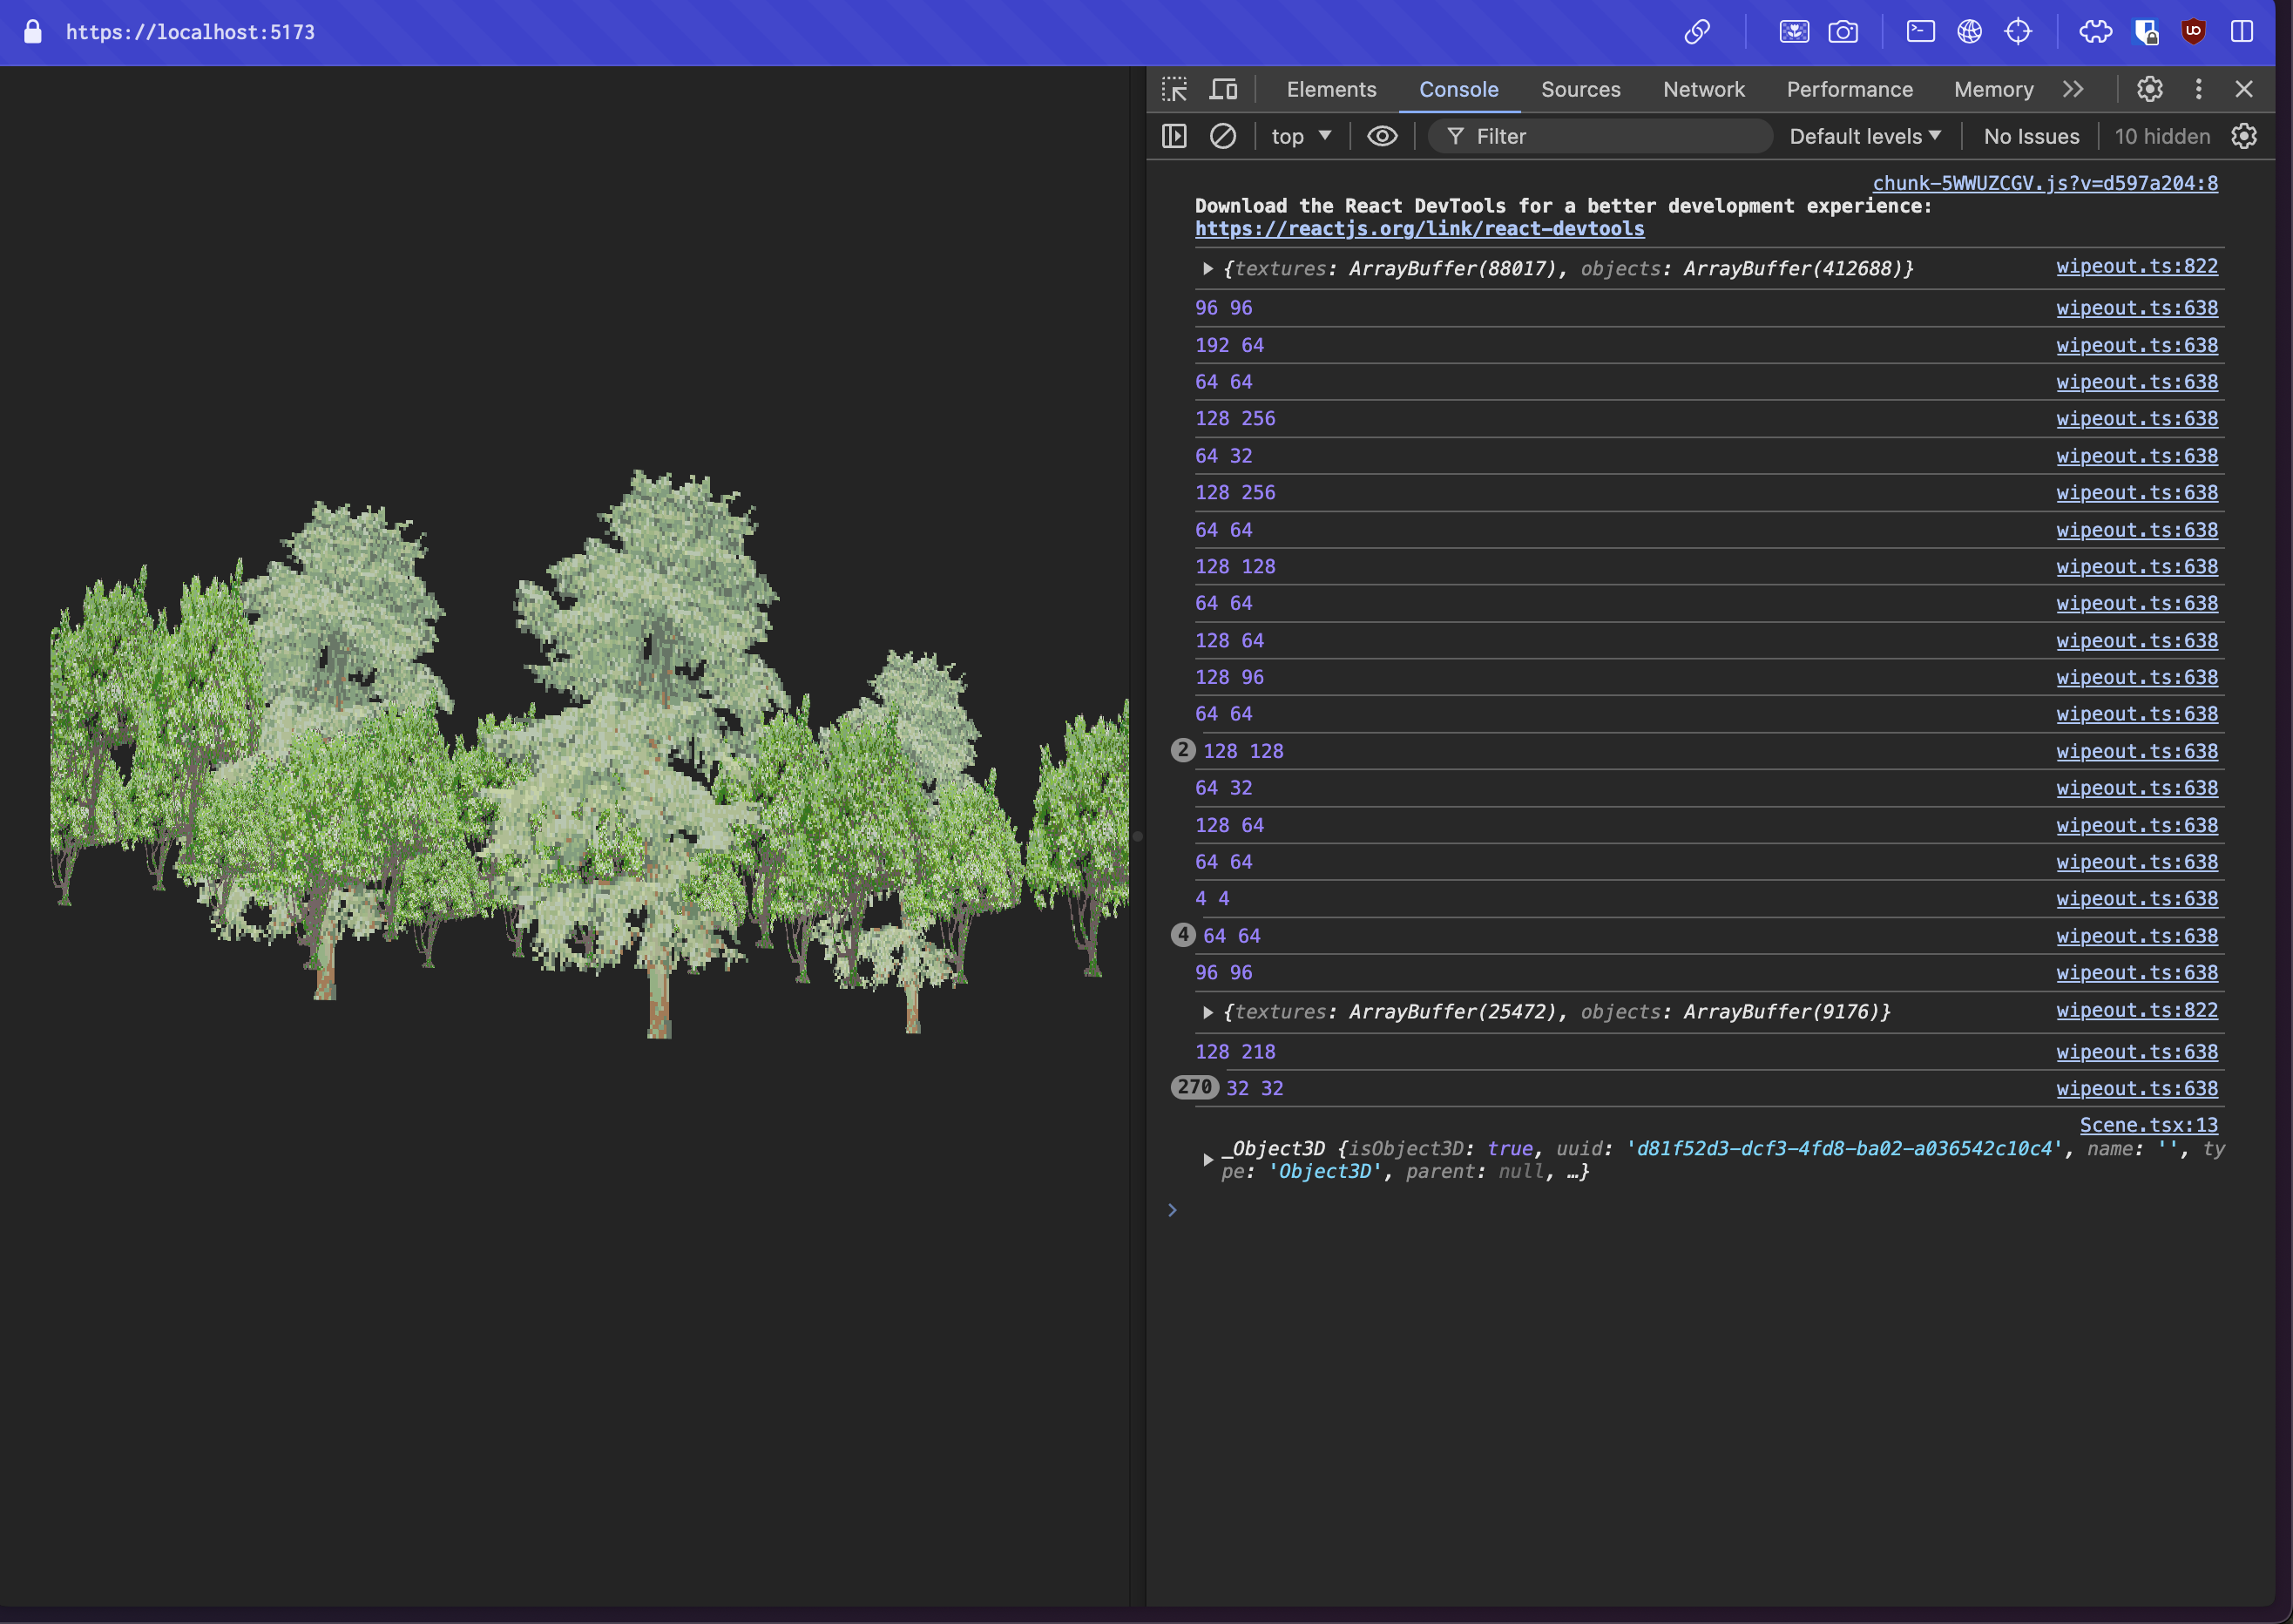 https://localhost:5173
Elements Console Sources Network Performance Memory
top Filter Default levels No Issues 10 hidden
chunk-5WWUZCGV.js?v=d597a204:8
Download the React DevTools for a better development experience:
https://reactjs.org/link/react-devtools
{textures: ArrayBuffer(88017), objects: ArrayBuffer(412688)} wipeout.ts:822
96 96 wipeout.ts:638
192 64 wipeout.ts:638
64 64 wipeout.ts:638
128 256 wipeout.ts:638
64 32 wipeout.ts:638
128 256 wipeout.ts:638
64 64 wipeout.ts:638
128 128 wipeout.ts:638
64 64 wipeout.ts:638
128 64 wipeout.ts:638
128 96 wipeout.ts:638
64 64 wipeout.ts:638
2 128 128 wipeout.ts:638
64 32 wipeout.ts:638
128 64 wipeout.ts:638
64 64 wipeout.ts:638
4 4 wipeout.ts:638
4 64 64 wipeout.ts:638
96 96 wipeout.ts:638
{textures: ArrayBuffer(25472), objects: ArrayBuffer(9176)} wipeout.ts:822
128 218 wipeout.ts:638
270 32 32 wipeout.ts:638
Scene.tsx:13
_Object3D {isObject3D: true, uuid: 'd81f52d3-dcf3-4fd8-ba02-a036542c10c4', name: '', ty
pe: 'Object3D', parent: null, …}